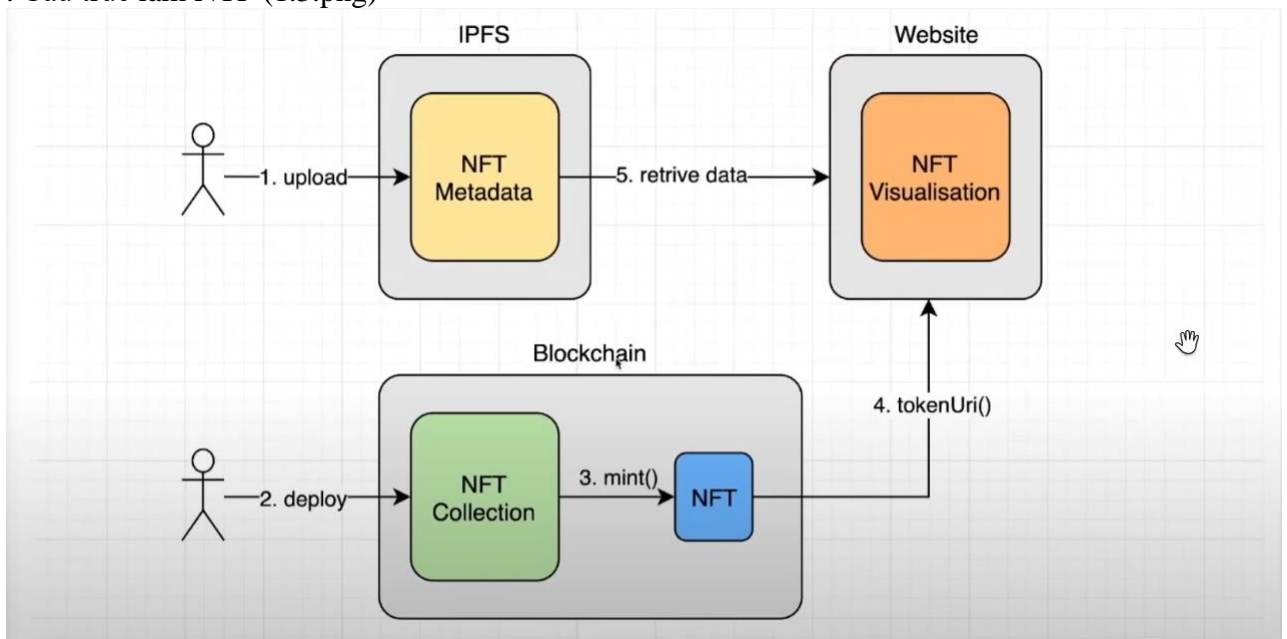 IPFS
Website
NFT
Metadata
NFT
Visualisation
1. upload
5. retrive data
Blockchain
4. tokenUri()
NFT
Collection
2. deploy
3. mint()
NFT